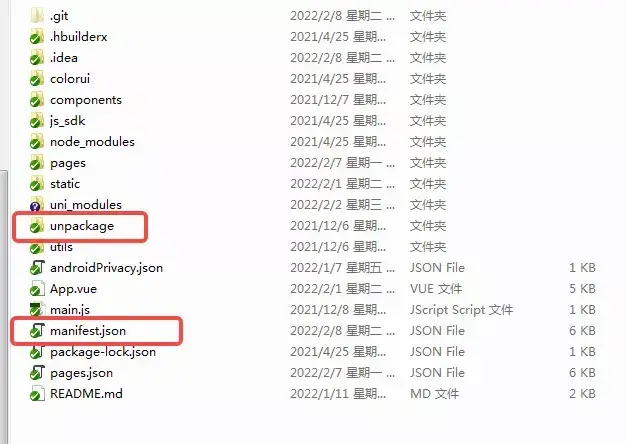 .git 2022/2/8 星期二 ... 文件夹
.hbuilderx 2021/4/25 星期... 文件夹
.idea 2022/2/8 星期二 ... 文件夹
colorui 2021/4/25 星期... 文件夹
components 2021/12/7 星期... 文件夹
js_sdk 2021/4/25 星期... 文件夹
node_modules 2021/4/25 星期... 文件夹
pages 2022/2/7 星期一 ... 文件夹
static 2022/2/1 星期二 ... 文件夹
uni_modules 2022/2/2 星期三 ... 文件夹
unpackage 2021/12/6 星期... 文件夹
utils 2021/12/6 星期... 文件夹
androidPrivacy.json 2022/1/7 星期五 ... JSON File 1 KB
App.vue 2022/2/1 星期二 ... VUE 文件 5 KB
main.js 2021/12/8 星期... JScript Script 文件 1 KB
manifest.json 2022/2/8 星期二 ... JSON File 6 KB
package-lock.json 2021/4/25 星期... JSON File 1 KB
pages.json 2022/2/7 星期一 ... JSON File 6 KB
README.md 2022/1/11 星期... MD 文件 2 KB